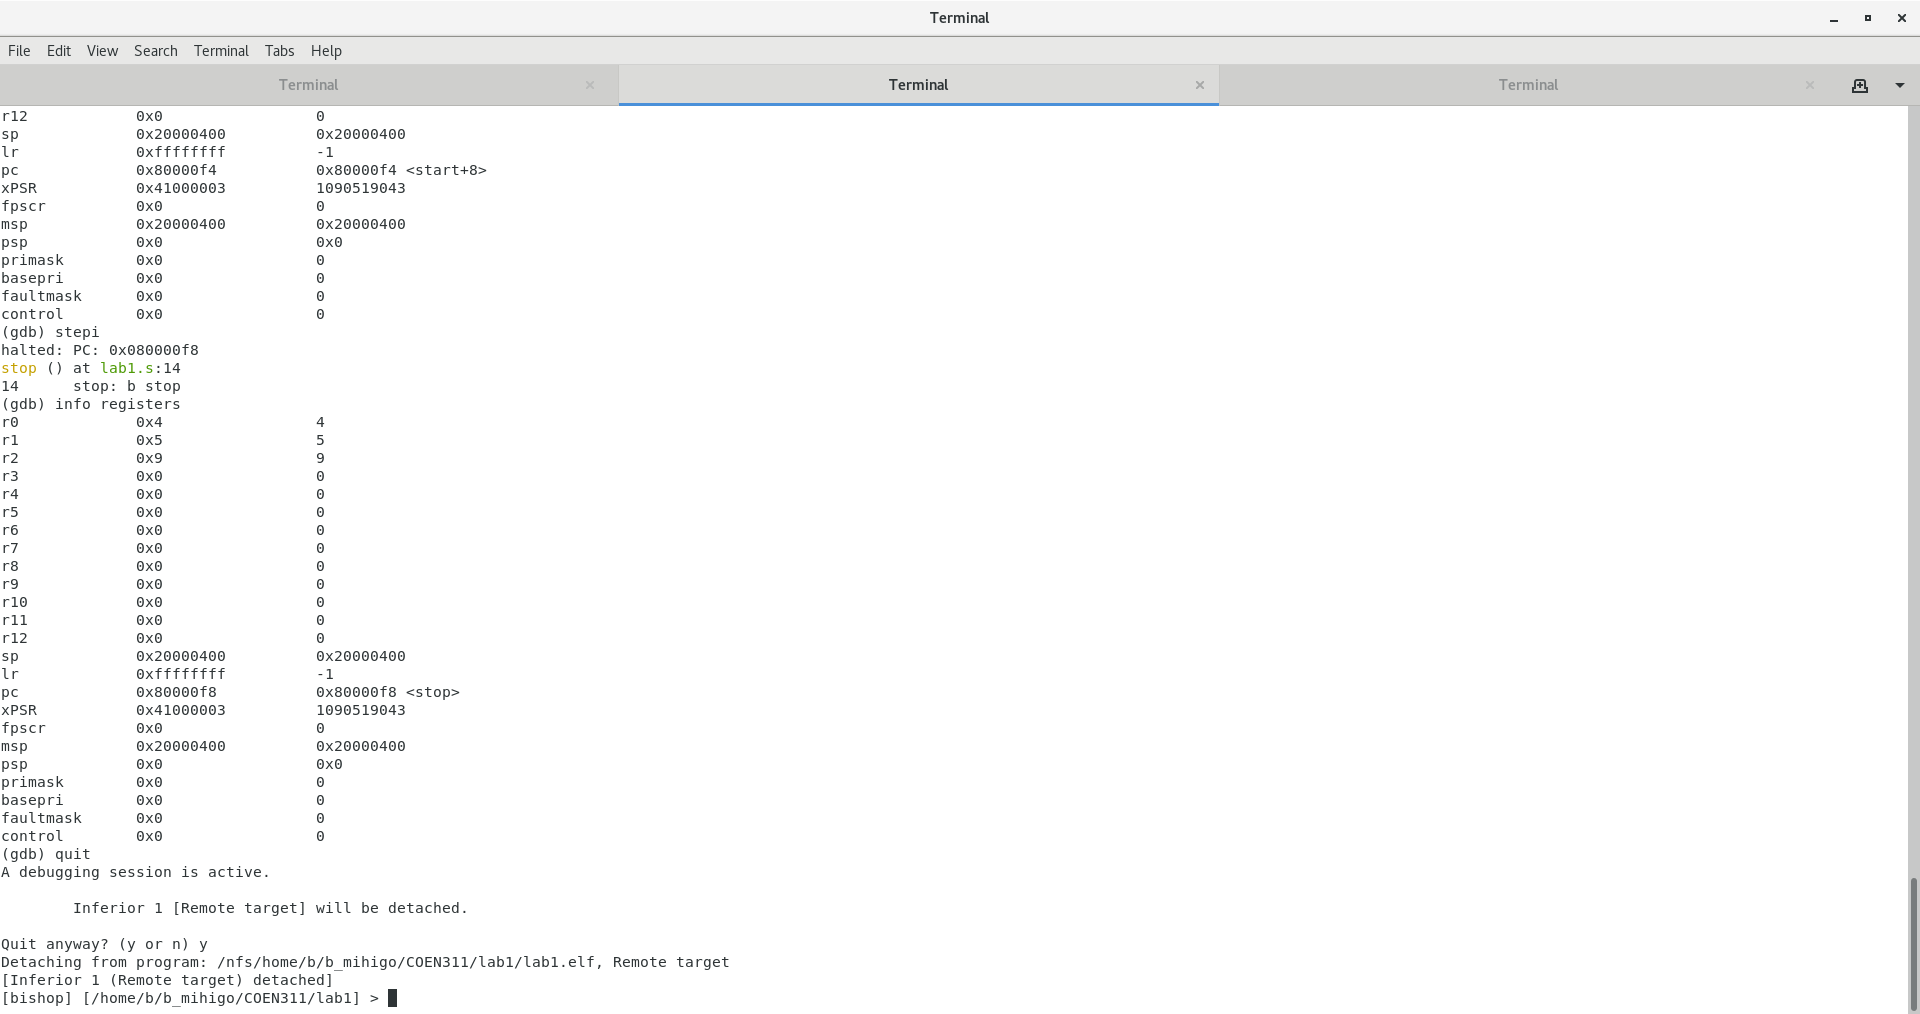 Terminal
File Edit View Search Terminal Tabs Help
Terminal Terminal Terminal
r12            0x0                 0
sp             0x20000400          0x20000400
lr             0xffffffff          -1
pc             0x80000f4           0x80000f4 <start+8>
xPSR           0x41000003          1090519043
fpscr          0x0                 0
msp            0x20000400          0x20000400
psp            0x0                 0x0
primask        0x0                 0
basepri        0x0                 0
faultmask      0x0                 0
control        0x0                 0
(gdb) stepi
halted: PC: 0x080000f8
stop () at lab1.s:14
14      stop: b stop
(gdb) info registers
r0             0x4                 4
r1             0x5                 5
r2             0x9                 9
r3             0x0                 0
r4             0x0                 0
r5             0x0                 0
r6             0x0                 0
r7             0x0                 0
r8             0x0                 0
r9             0x0                 0
r10            0x0                 0
r11            0x0                 0
r12            0x0                 0
sp             0x20000400          0x20000400
lr             0xffffffff          -1
pc             0x80000f8           0x80000f8 <stop>
xPSR           0x41000003          1090519043
fpscr          0x0                 0
msp            0x20000400          0x20000400
psp            0x0                 0x0
primask        0x0                 0
basepri        0x0                 0
faultmask      0x0                 0
control        0x0                 0
(gdb) quit
A debugging session is active.
        Inferior 1 [Remote target] will be detached.
Quit anyway? (y or n) y
Detaching from program: /nfs/home/b/b_mihigo/COEN311/lab1/lab1.elf, Remote target
[Inferior 1 (Remote target) detached]
[bishop] [/home/b/b_mihigo/COEN311/lab1] >